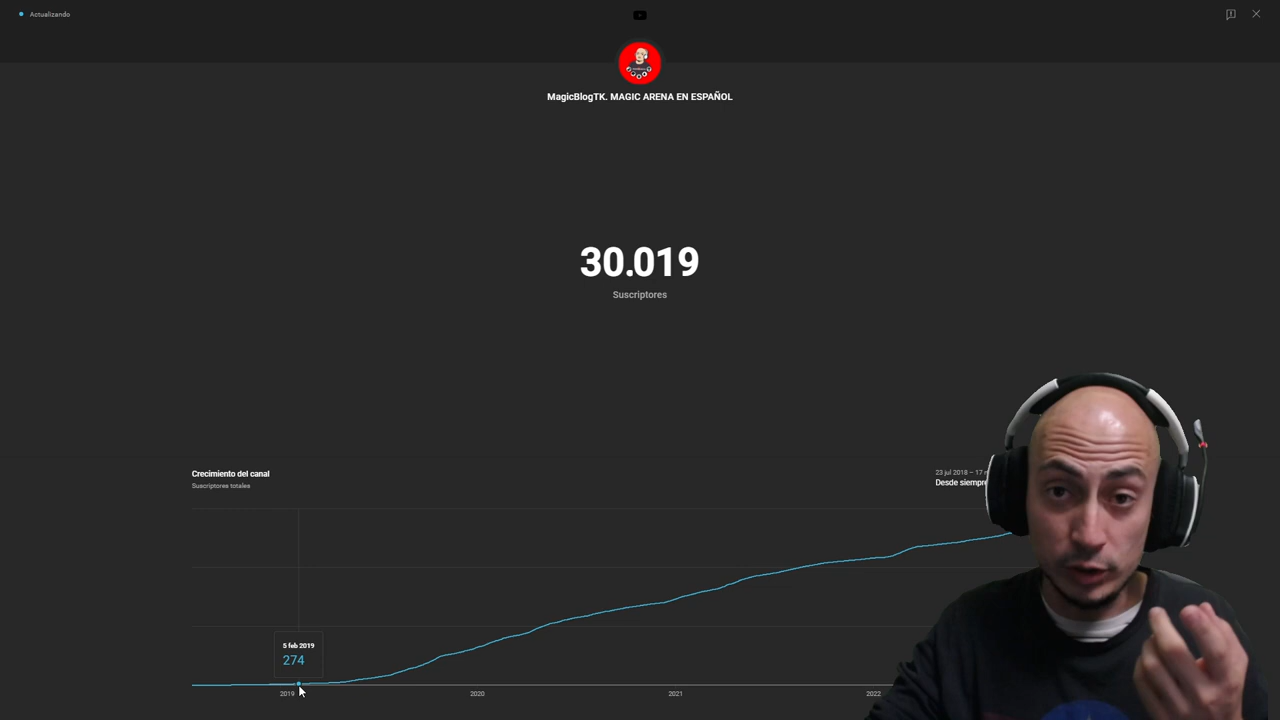 Actualizando
MagicBlogTK. MAGIC ARENA EN ESPAÑOL
30.019
Suscriptores
Crecimiento del canal
Suscriptores totales
23 jul 2018 – 17
Desde siempre
5 feb 2019
274
2019
2020
2021
2022